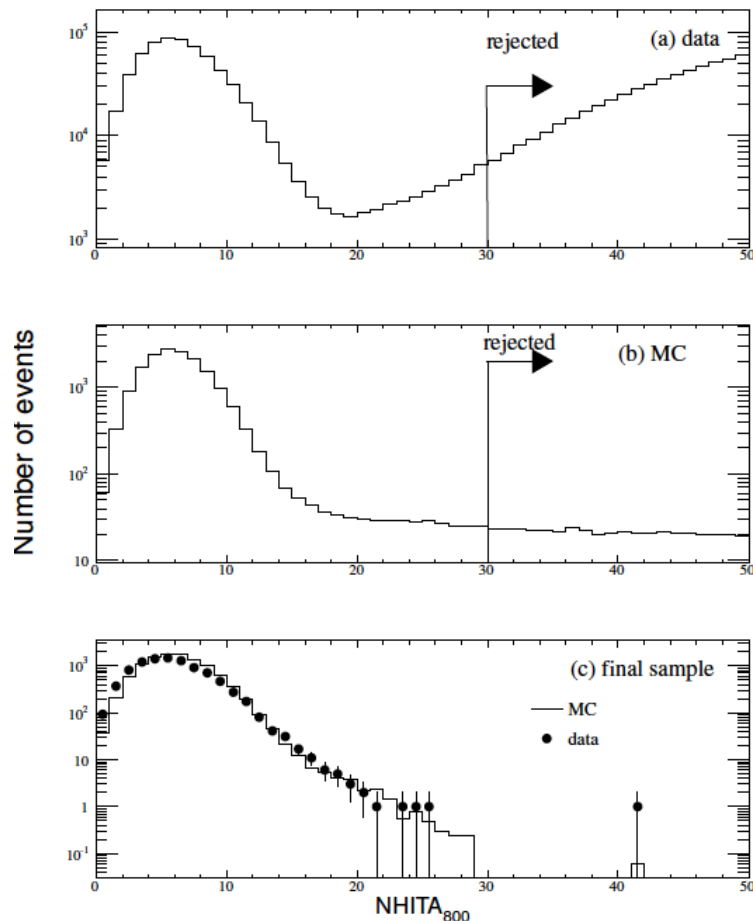 10^5
10^4
10^3
rejected
(a) data
0 10 20 30 40 50
Number of events
10^3
10^2
10
rejected
(b) MC
0 10 20 30 40 50
10^3
10^2
10
1
10^-1
(c) final sample
MC
data
0 10 20 30 40 50
NHITA_800